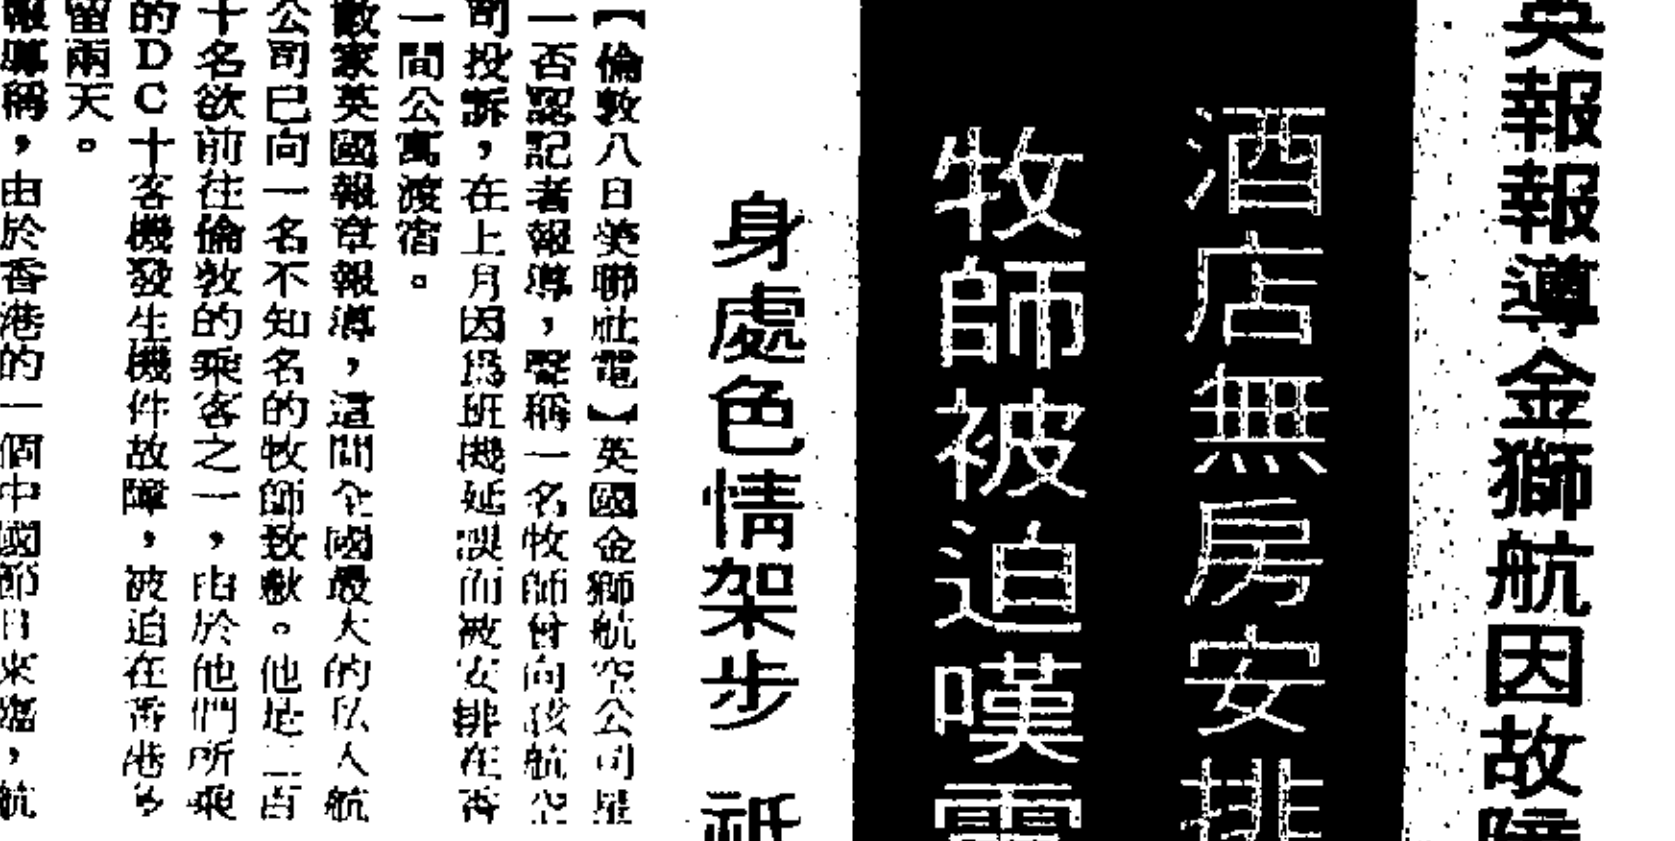 英報報導金獅航因故障
酒店無房安排
牧師被迫嘆
身處色情架步 祇
【倫敦八日英聯社電】英國金獅航空公司星
一否認記者報導，聲稱一名牧師曾向該航空
司投訴，在上月因爲班機延誤而被安排在香
一間公寓渡宿。
數家英國報章報導，這間全國最大的私人航
公司已向一名不知名的牧師致歉。他是二百
十名欲前往倫敦的乘客之一，由於他們所乘
的DC十客機發生機件故障，被迫在香港多
留兩天。
報導稱，由於香港的一個中國節日來臨，航